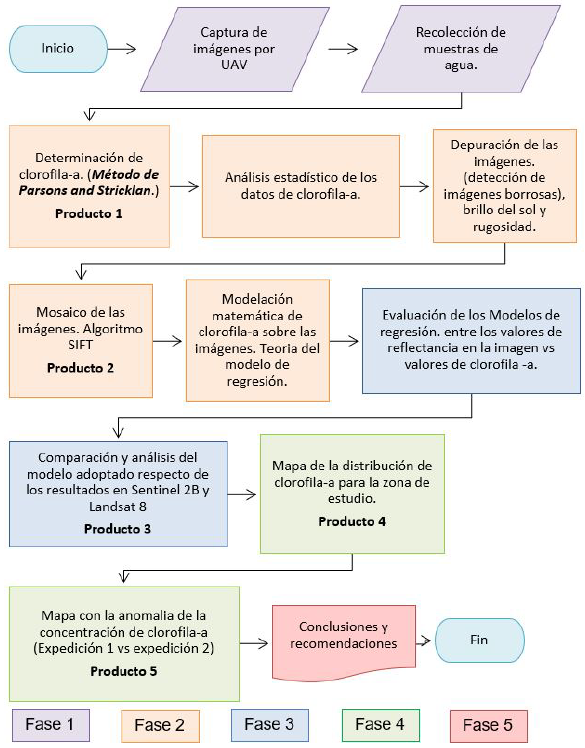 Inicio
Captura de
imágenes por
UAV
Recolección de
muestras de
agua.
Determinación de
clorofila-a. (Método de
Parsons and Stricklan.)
Producto 1
Análisis estadístico de los
datos de clorofila-a.
Depuración de las
imágenes.
(detección de
imágenes borrosas),
brillo del sol y
rugosidad.
Mosaico de las
imágenes. Algoritmo
SIFT
Producto 2
Modelación
matemática de
clorofila-a sobre las
imágenes. Teoria del
modelo de
regresión.
Evaluación de los Modelos de
regresión. entre los valores de
reflectancia en la imagen vs
valores de clorofila -a.
Comparación y análisis del
modelo adoptado respecto de
los resultados en Sentinel 2B y
Landsat 8
Producto 3
Mapa de la distribución de
clorofila-a para la zona de
estudio.
Producto 4
Mapa con la anomalia de la
concentración de clorofila-a
(Expedición 1 vs expedición 2)
Producto 5
Conclusiones y
recomendaciones
Fin
Fase 1
Fase 2
Fase 3
Fase 4
Fase 5